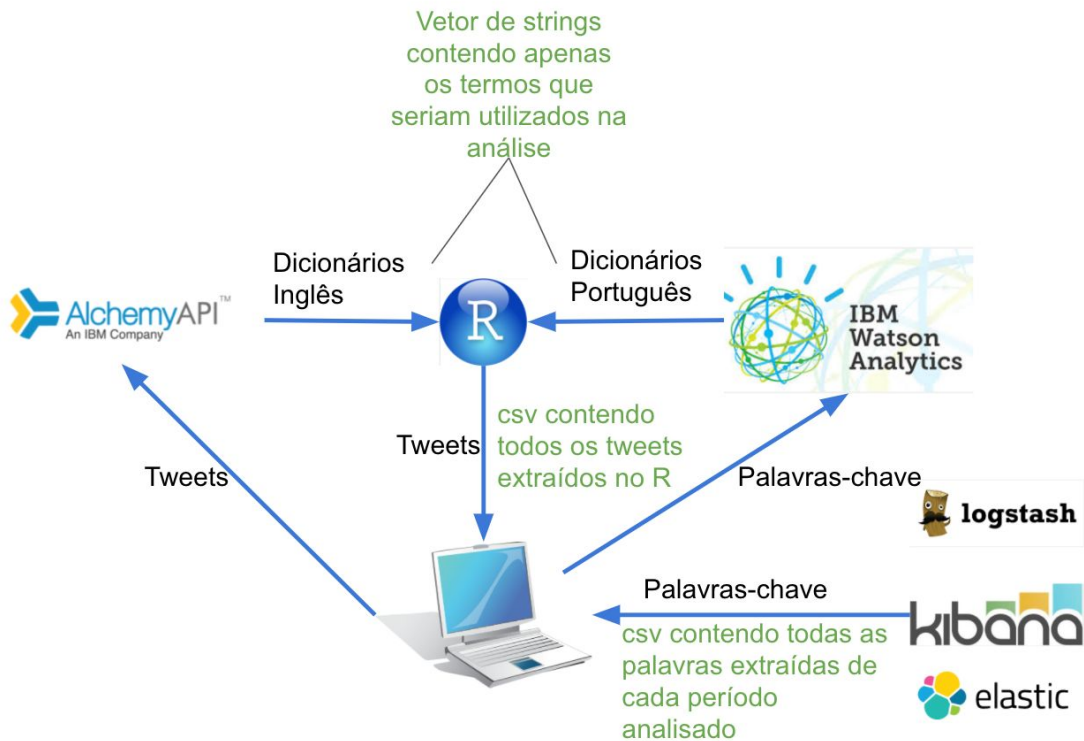 Vetor de strings
contendo apenas
os termos que
seriam utilizados na
análise
Dicionários
Inglês
Dicionários
Português
AlchemyAPI™
An IBM Company
R
IBM
Watson
Analytics
Tweets
csv contendo
todos os tweets
extraídos no R
Tweets
Palavras-chave
logstash
Palavras-chave
kibana
csv contendo todas as
palavras extraídas de
cada período
analisado
elastic